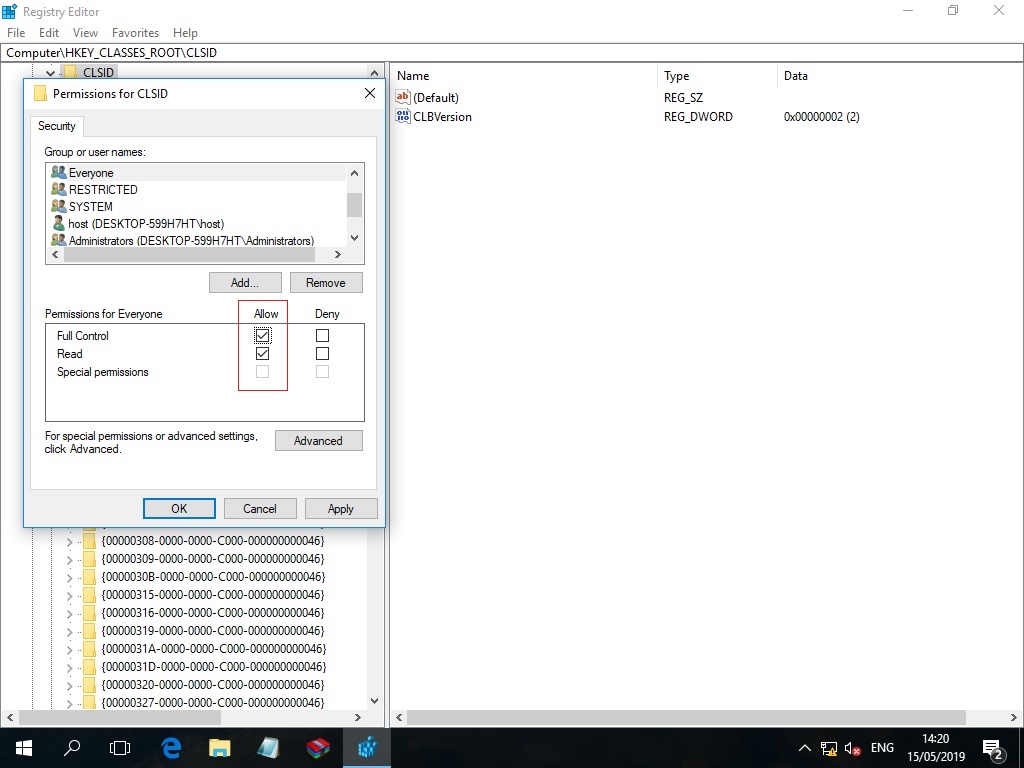 Registry Editor
File Edit View Favorites Help
Computer\HKEY_CLASSES_ROOT\CLSID
CLSID
Permissions for CLSID
Security
Group or user names:
Everyone
RESTRICTED
SYSTEM
host (DESKTOP-599H7HT\host)
Administrators (DESKTOP-599H7HT\Administrators)
Add...
Remove
Permissions for Everyone Allow Deny
Full Control
Read
Special permissions
For special permissions or advanced settings,
click Advanced.
Advanced
OK
Cancel
Apply
{00000308-0000-0000-C000-000000000046}
{00000309-0000-0000-C000-000000000046}
{0000030B-0000-0000-C000-000000000046}
{00000315-0000-0000-C000-000000000046}
{00000316-0000-0000-C000-000000000046}
{00000319-0000-0000-C000-000000000046}
{0000031A-0000-0000-C000-000000000046}
{0000031D-0000-0000-C000-000000000046}
{00000320-0000-0000-C000-000000000046}
{00000327-0000-0000-C000-000000000046}
Name Type Data
(Default) REG_SZ
CLBVersion REG_DWORD 0x00000002 (2)
ENG
14:20
15/05/2019
2